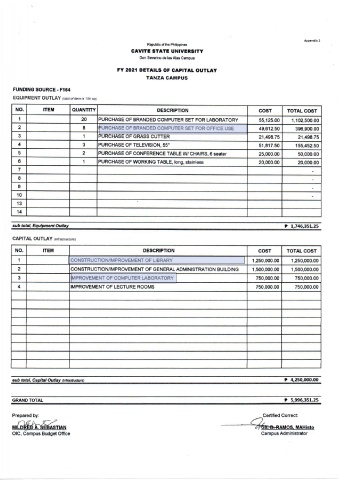 Appendix 2
Republic of the Philippines
CAVITE STATE UNIVERSITY
Don Severino de las Alas Campus
FY 2021 DETAILS OF CAPITAL OUTLAY
TANZA CAMPUS
FUNDING SOURCE - F164
EQUIPMENT OUTLAY
NO. ITEM QUANTITY DESCRIPTION COST TOTAL COST
1 20 PURCHASE OF BRANDED COMPUTER SET FOR LABORATORY 55,125.00 1,102,500.00
2 8 PURCHASE OF BRANDED COMPUTER SET FOR OFFICE USE 49,612.50 396,900.00
3 1 PURCHASE OF GRASS CUTTER 21,498.75 21,498.75
4 3 PURCHASE OF TELEVISION, 55" 51,817.50 155,452.50
5 2 PURCHASE OF CONFERENCE TABLE W/ CHAIRS, 6 seater 25,000.00 50,000.00
6 1 PURCHASE OF WORKING TABLE, long, stainless 20,000.00 20,000.00
7 -
8 -
9 -
10 -
13
14
sub total, Equipment Outlay ₱ 1,746,351.25
CAPITAL OUTLAY (Infrastructure)
NO. ITEM DESCRIPTION COST TOTAL COST
1 CONSTRUCTION/IMPROVEMENT OF LIBRARY 1,250,000.00 1,250,000.00
2 CONSTRUCTION/IMPROVEMENT OF GENERAL ADMINISTRATION BUILDING 1,500,000.00 1,500,000.00
3 IMPROVEMENT OF COMPUTER LABORATORY 750,000.00 750,000.00
4 IMPROVEMENT OF LECTURE ROOMS 750,000.00 750,000.00
sub total, Capital Outlay (Infrastructure) ₱ 4,250,000.00
GRAND TOTAL ₱ 5,996,351.25
Prepared by: Certified Correct:
MILDRED A. SEBASTIAN GIL D. RAMOS, MAHisto
OIC, Campus Budget Office Campus Administrator